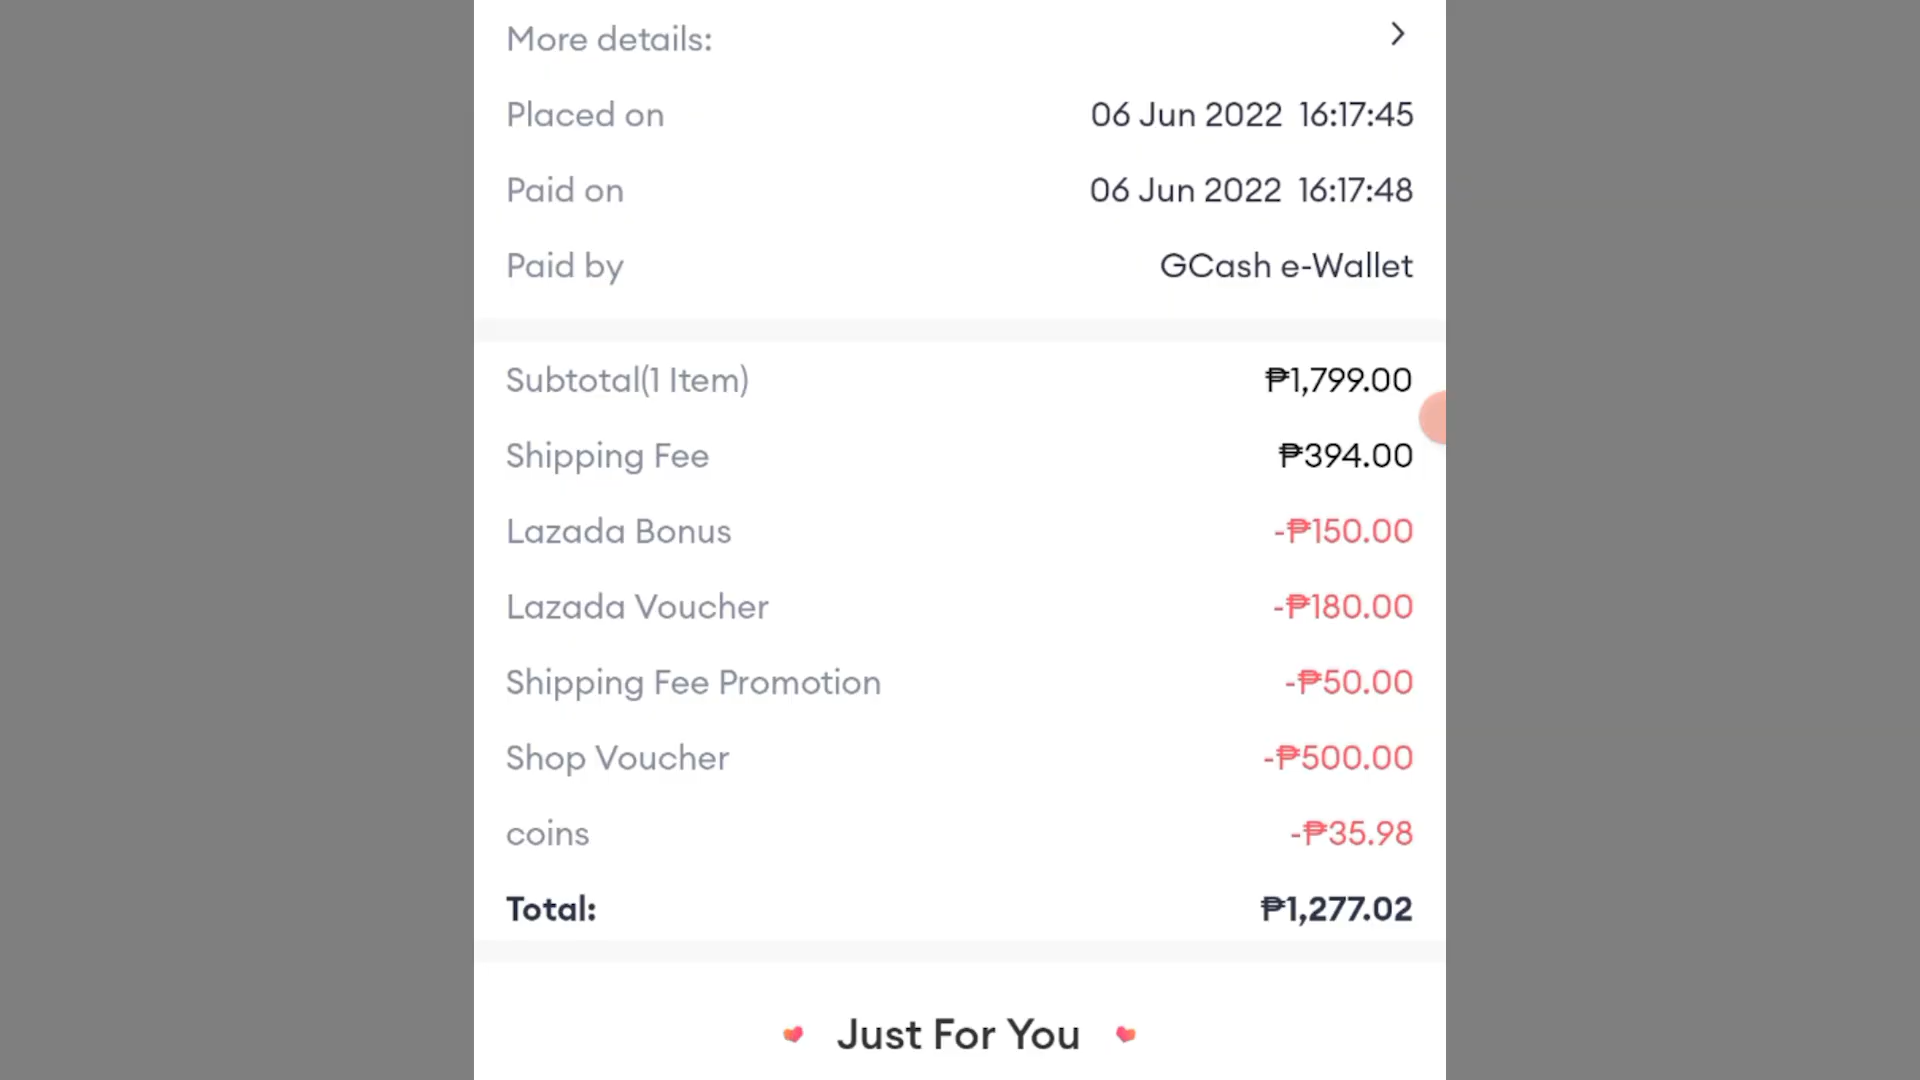 More details:
Placed on 06 Jun 2022 16:17:45
Paid on 06 Jun 2022 16:17:48
Paid by GCash e-Wallet
Subtotal(1 Item) ₱1,799.00
Shipping Fee ₱394.00
Lazada Bonus -₱150.00
Lazada Voucher -₱180.00
Shipping Fee Promotion -₱50.00
Shop Voucher -₱500.00
coins -₱35.98
Total: ₱1,277.02
Just For You